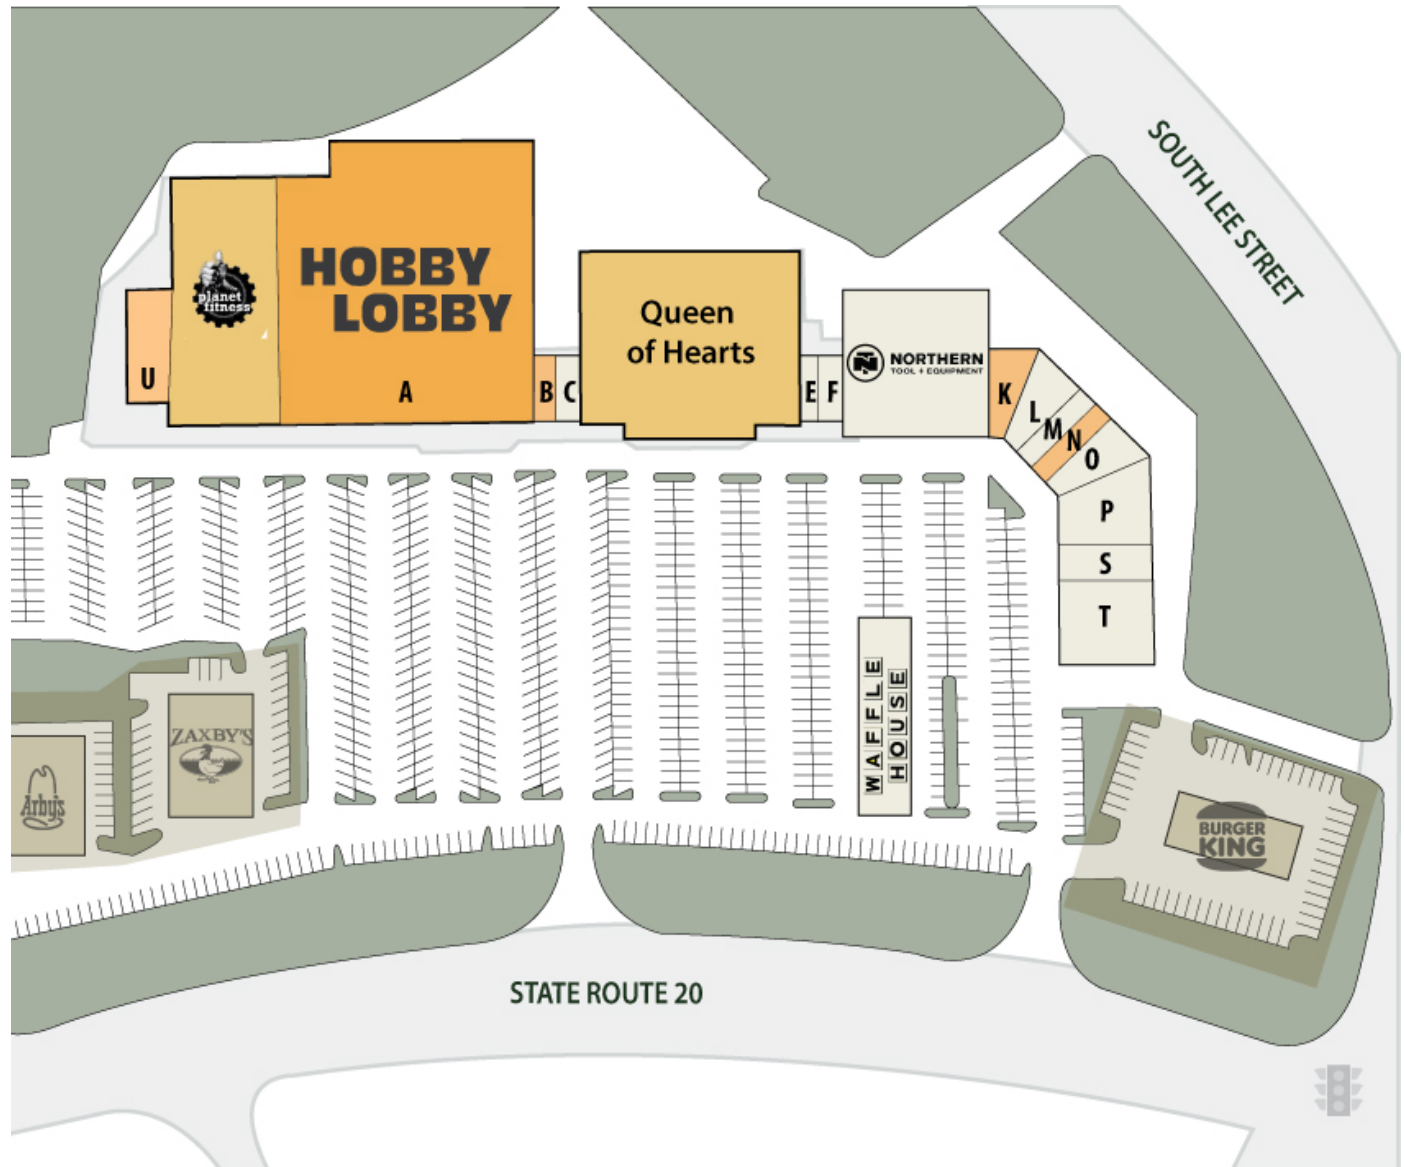 SOUTH LEE STREET
planet
fitness
HOBBY
LOBBY
Queen
of Hearts
NORTHERN
TOOL + EQUIPMENT
U
A
B
C
E
F
K
L
M
N
O
P
S
T
WAFFLE
HOUSE
ZAXBY'S
Arby's
BURGER
KING
STATE ROUTE 20